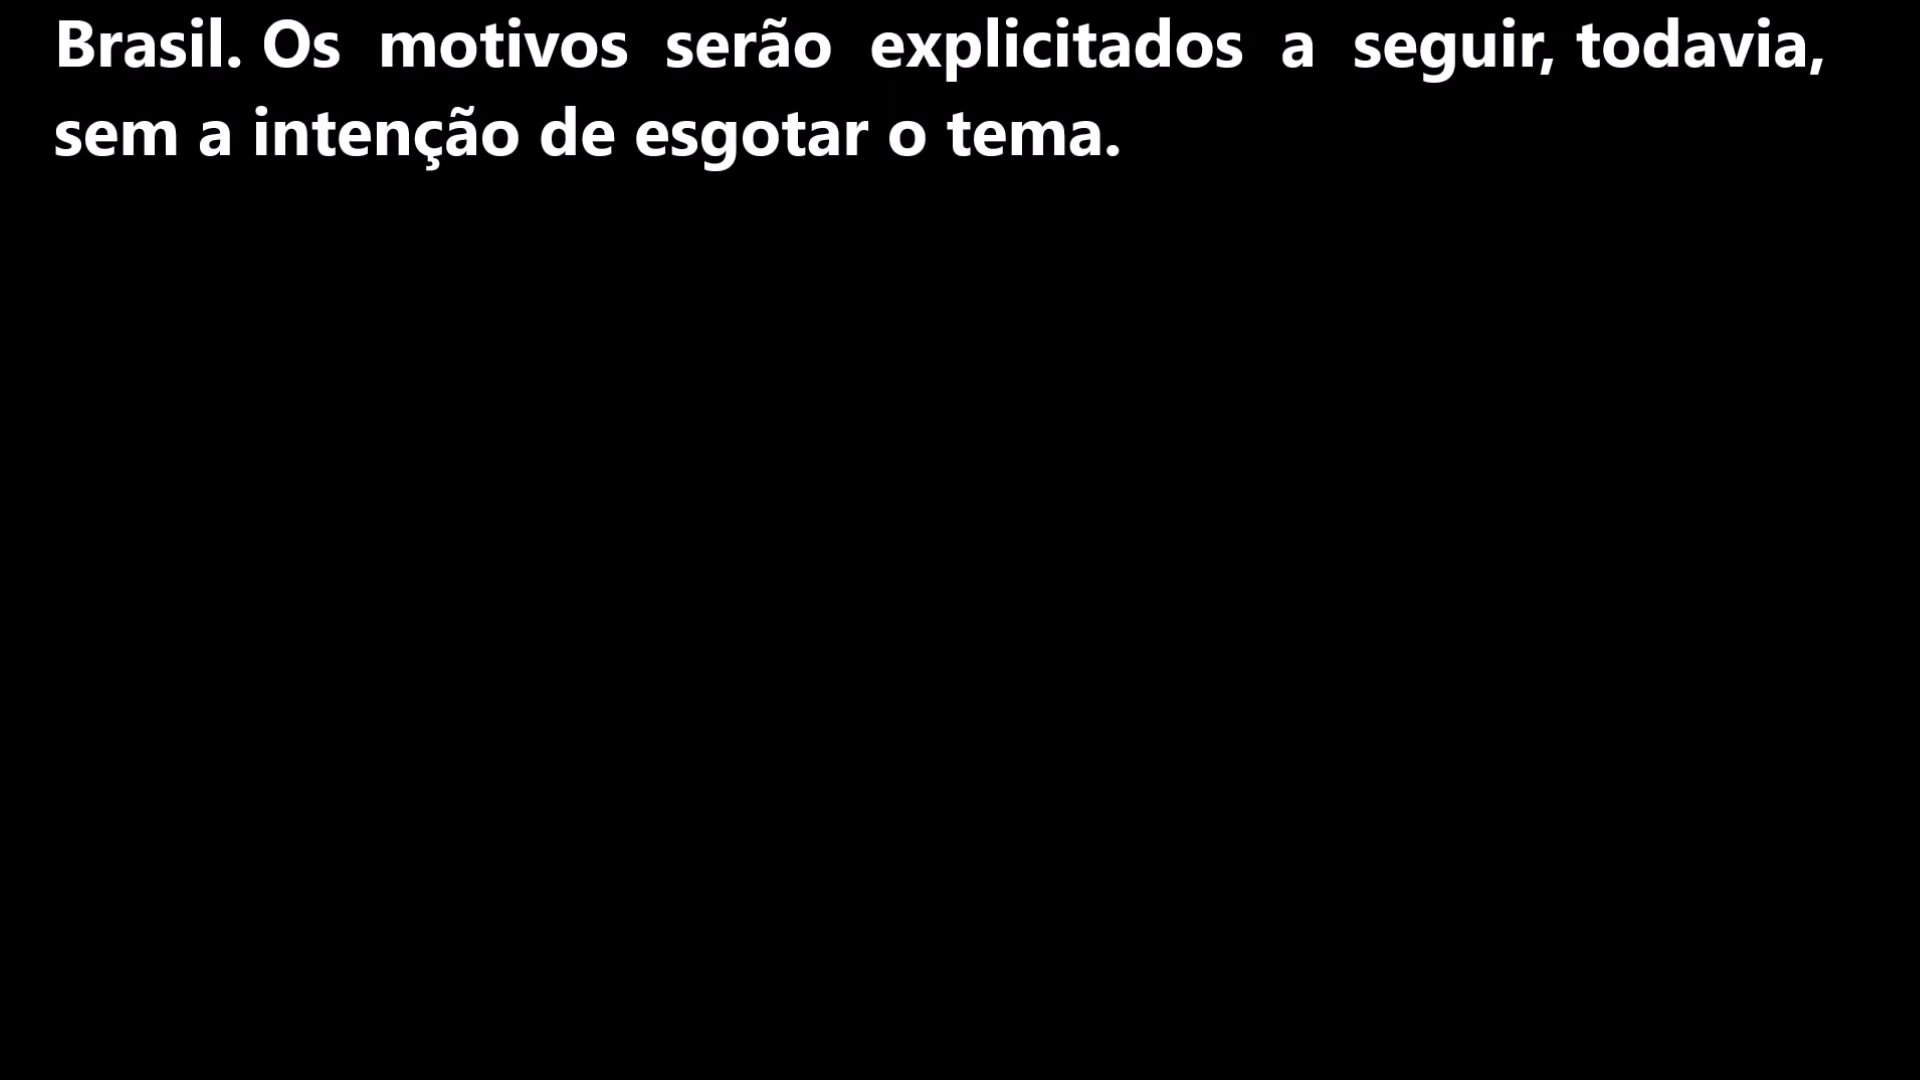 Brasil. Os motivos serão explicitados a seguir, todavia,
sem a intenção de esgotar o tema.